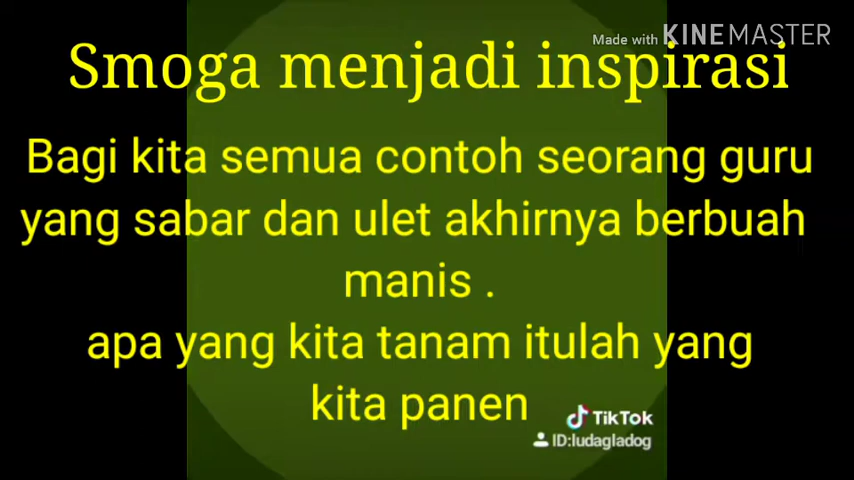 Made with KINEMASTER
Smoga menjadi inspirasi
Bagi kita semua contoh seorang guru
yang sabar dan ulet akhirnya berbuah
manis .
apa yang kita tanam itulah yang
kita panen
TikTok
ID:ludagladog